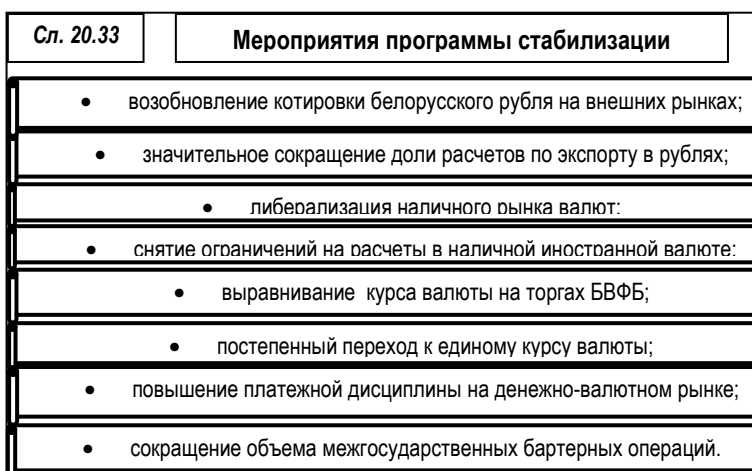 Сл. 20.33
Мероприятия программы стабилизации
• возобновление котировки белорусского рубля на внешних рынках;
• значительное сокращение доли расчетов по экспорту в рублях;
• либерализация наличного рынка валют;
• снятие ограничений на расчеты в наличной иностранной валюте;
• выравнивание курса валюты на торгах БВФБ;
• постепенный переход к единому курсу валюты;
• повышение платежной дисциплины на денежно-валютном рынке;
• сокращение объема межгосударственных бартерных операций.